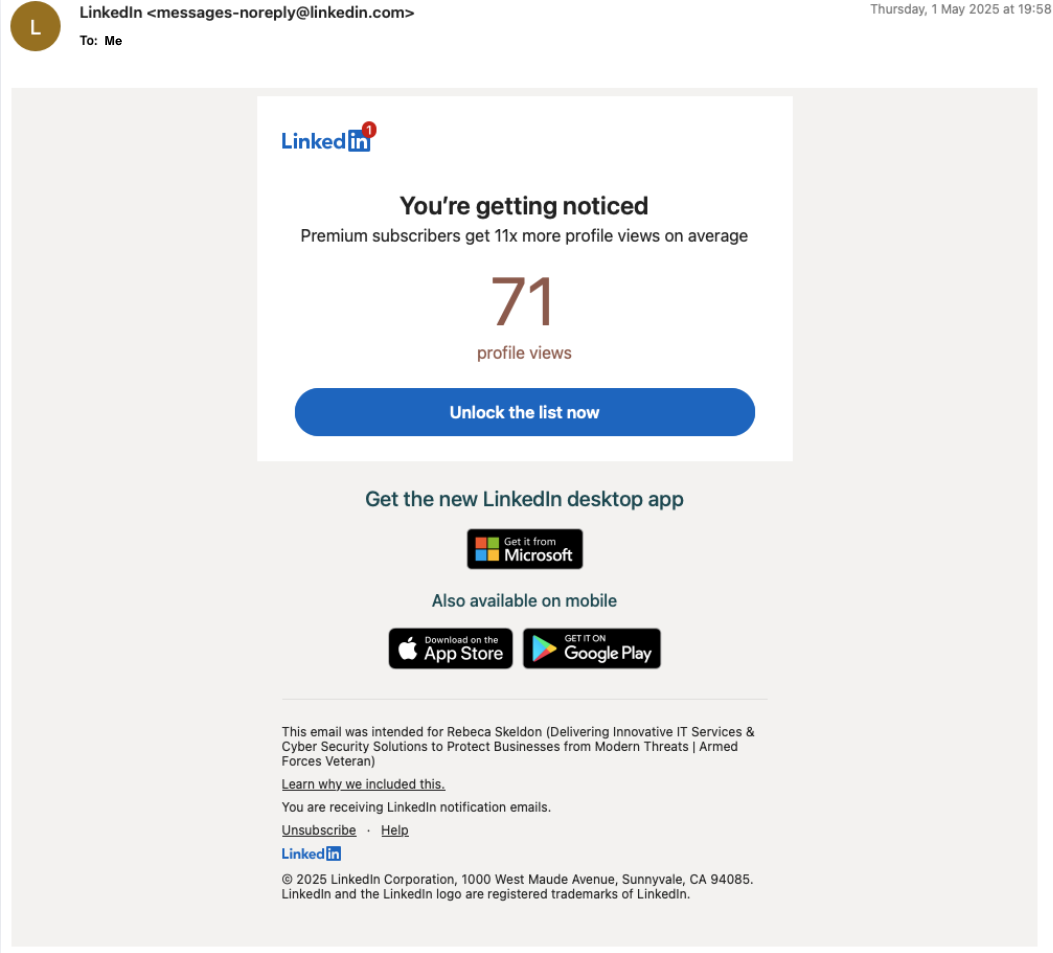 L
LinkedIn <messages-noreply@linkedin.com>
Thursday, 1 May 2025 at 19:58
To: Me
Linked in 1
You're getting noticed
Premium subscribers get 11x more profile views on average
71
profile views
Unlock the list now
Get the new LinkedIn desktop app
Get it from
Microsoft
Also available on mobile
Download on the
App Store
GET IT ON
Google Play
This email was intended for Rebeca Skeldon (Delivering Innovative IT Services &
Cyber Security Solutions to Protect Businesses from Modern Threats | Armed
Forces Veteran)
Learn why we included this.
You are receiving LinkedIn notification emails.
Unsubscribe · Help
Linked in
© 2025 LinkedIn Corporation, 1000 West Maude Avenue, Sunnyvale, CA 94085.
LinkedIn and the LinkedIn logo are registered trademarks of LinkedIn.